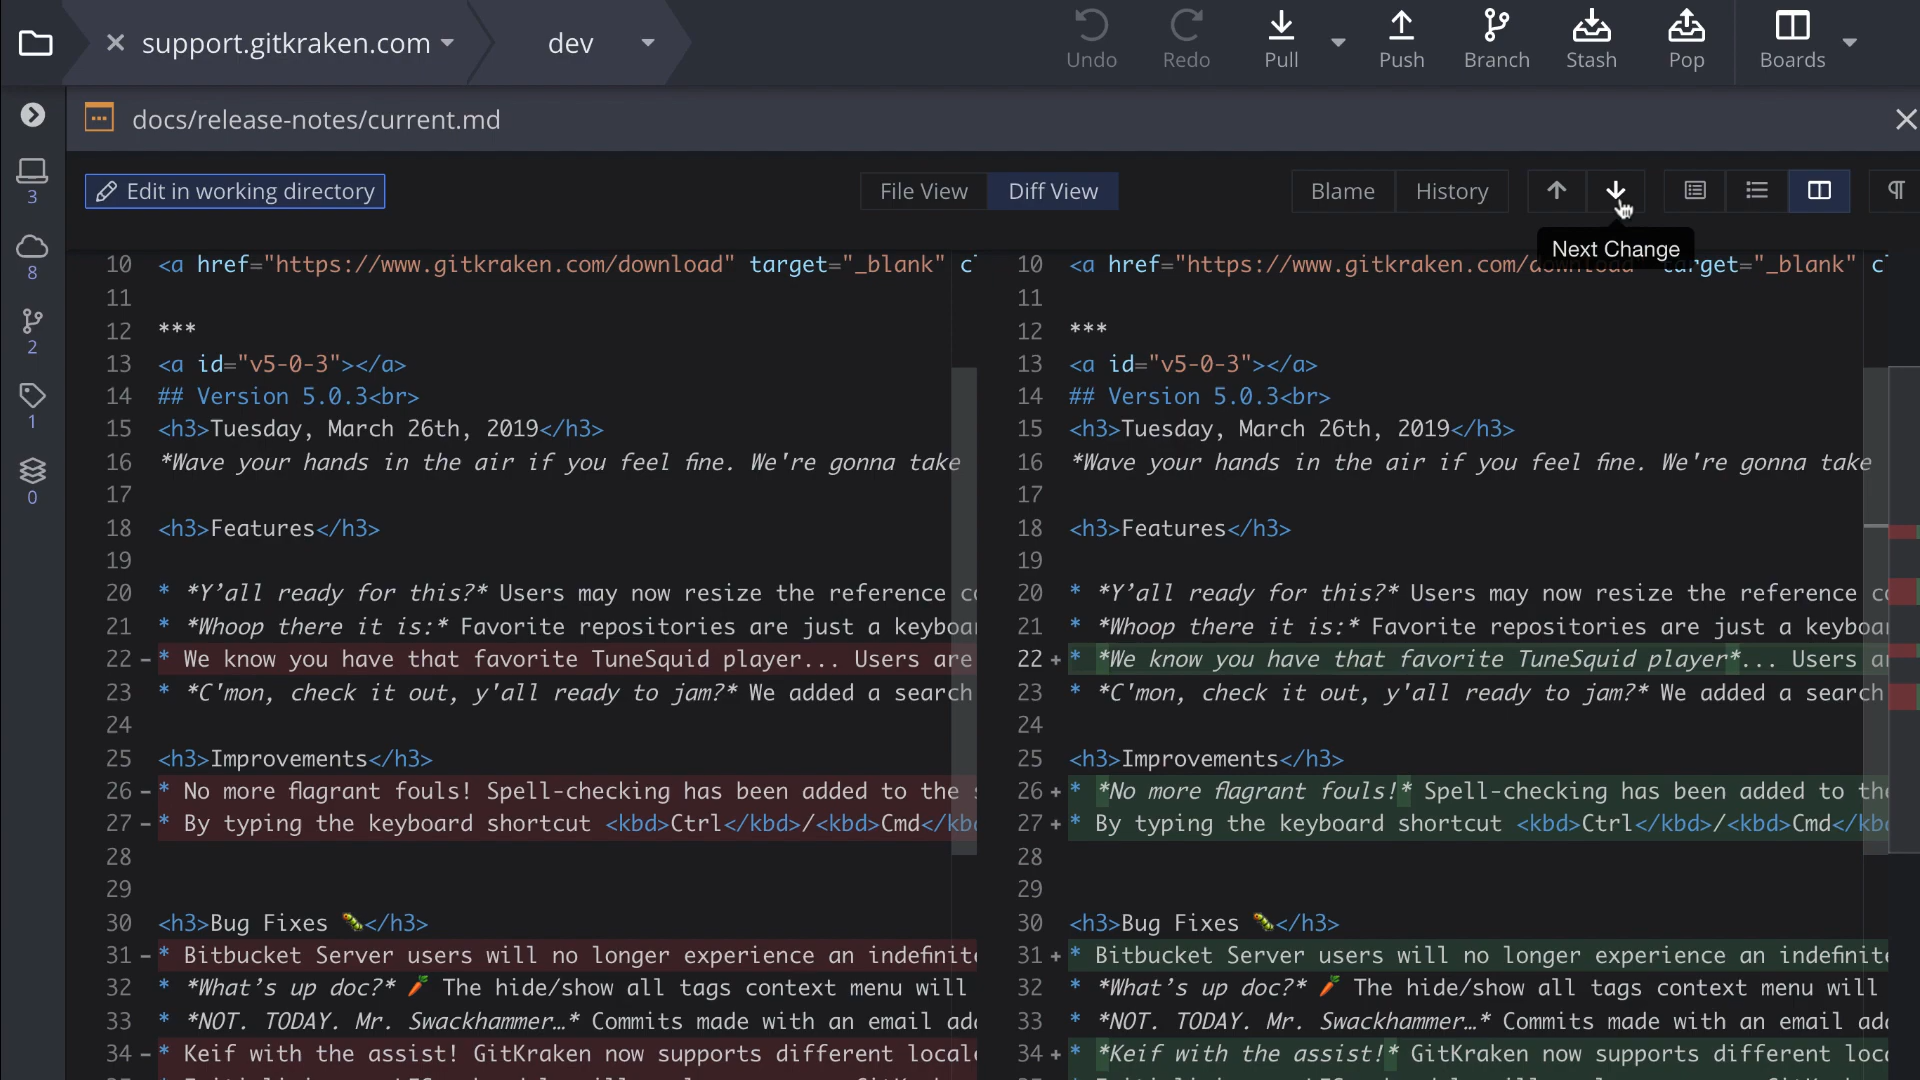 support.gitkraken.com
dev
Undo
Redo
Pull
Push
Branch
Stash
Pop
Boards
docs/release-notes/current.md
3
8
2
1
0
Edit in working directory
File View
Diff View
Blame
History
Next Change
10 <a href="https://www.gitkraken.com/download" target="_blank"
11
12 ***
13 <a id="v5-0-3"></a>
14 ## Version 5.0.3<br>
15 <h3>Tuesday, March 26th, 2019</h3>
16 *Wave your hands in the air if you feel fine. We're gonna take
17
18 <h3>Features</h3>
19
20 * *Y’all ready for this?* Users may now resize the reference
21 * *Whoop there it is:* Favorite repositories are just a
22 – * We know you have that favorite TuneSquid player... Users are
23 * *C'mon, check it out, y'all ready to jam?* We added a search
24
25 <h3>Improvements</h3>
26 – * No more flagrant fouls! Spell-checking has been added to the
27 – * By typing the keyboard shortcut <kbd>Ctrl</kbd>/<kbd>Cmd
28
29
30 <h3>Bug Fixes 🐛</h3>
31 – * Bitbucket Server users will no longer experience an
32 * *What’s up doc?* 🥕 The hide/show all tags context menu will
33 * *NOT. TODAY. Mr. Swackhammer…* Commits made with an email
34 – * Keif with the assist! GitKraken now supports different
10 <a href="https://www.gitkraken.com/download" target="_blank"
11
12 ***
13 <a id="v5-0-3"></a>
14 ## Version 5.0.3<br>
15 <h3>Tuesday, March 26th, 2019</h3>
16 *Wave your hands in the air if you feel fine. We're gonna take
17
18 <h3>Features</h3>
19
20 * *Y’all ready for this?* Users may now resize the reference
21 * *Whoop there it is:* Favorite repositories are just a
22 + * *We know you have that favorite TuneSquid player*... Users
23 * *C'mon, check it out, y'all ready to jam?* We added a search
24
25 <h3>Improvements</h3>
26 + * *No more flagrant fouls!* Spell-checking has been added to
27 + * By typing the keyboard shortcut <kbd>Ctrl</kbd>/<kbd>Cmd
28
29
30 <h3>Bug Fixes 🐛</h3>
31 + * Bitbucket Server users will no longer experience an
32 * *What’s up doc?* 🥕 The hide/show all tags context menu will
33 * *NOT. TODAY. Mr. Swackhammer…* Commits made with an email
34 + * *Keif with the assist!* GitKraken now supports different